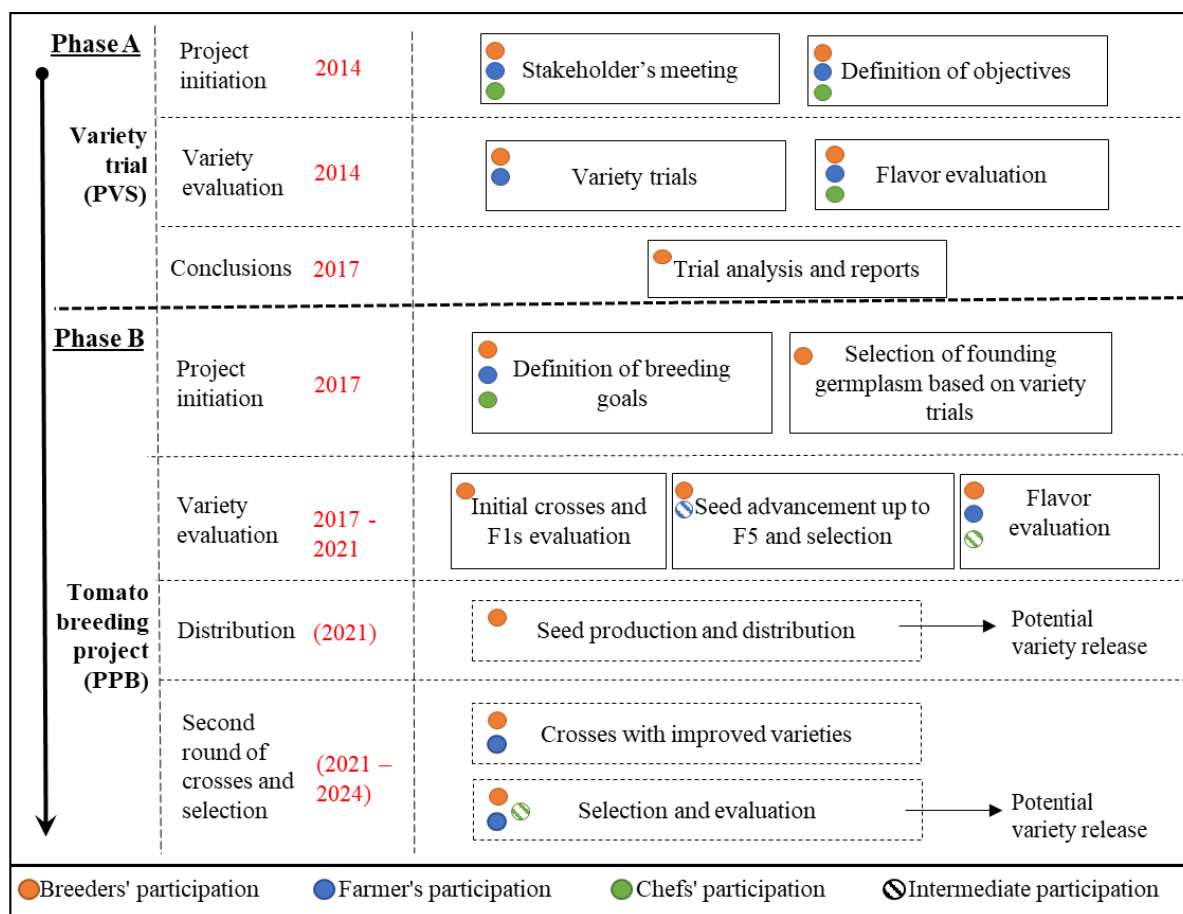 Phase A
Project
initiation
2014
Stakeholder's meeting
Definition of objectives
Variety
trial
(PVS)
Variety
evaluation
2014
Variety trials
Flavor evaluation
Conclusions
2017
Trial analysis and reports
Phase B
Project
initiation
2017
Definition of breeding
goals
Selection of founding
germplasm based on variety
trials
Variety
evaluation
2017 -
2021
Initial crosses and
F1s evaluation
Seed advancement up to
F5 and selection
Flavor
evaluation
Tomato
breeding
project
(PPB)
Distribution
(2021)
Seed production and distribution
Potential
variety release
Second
round of
crosses and
selection
(2021 –
2024)
Crosses with improved varieties
Selection and evaluation
Potential
variety release
Breeders' participation
Farmer's participation
Chefs' participation
Intermediate participation